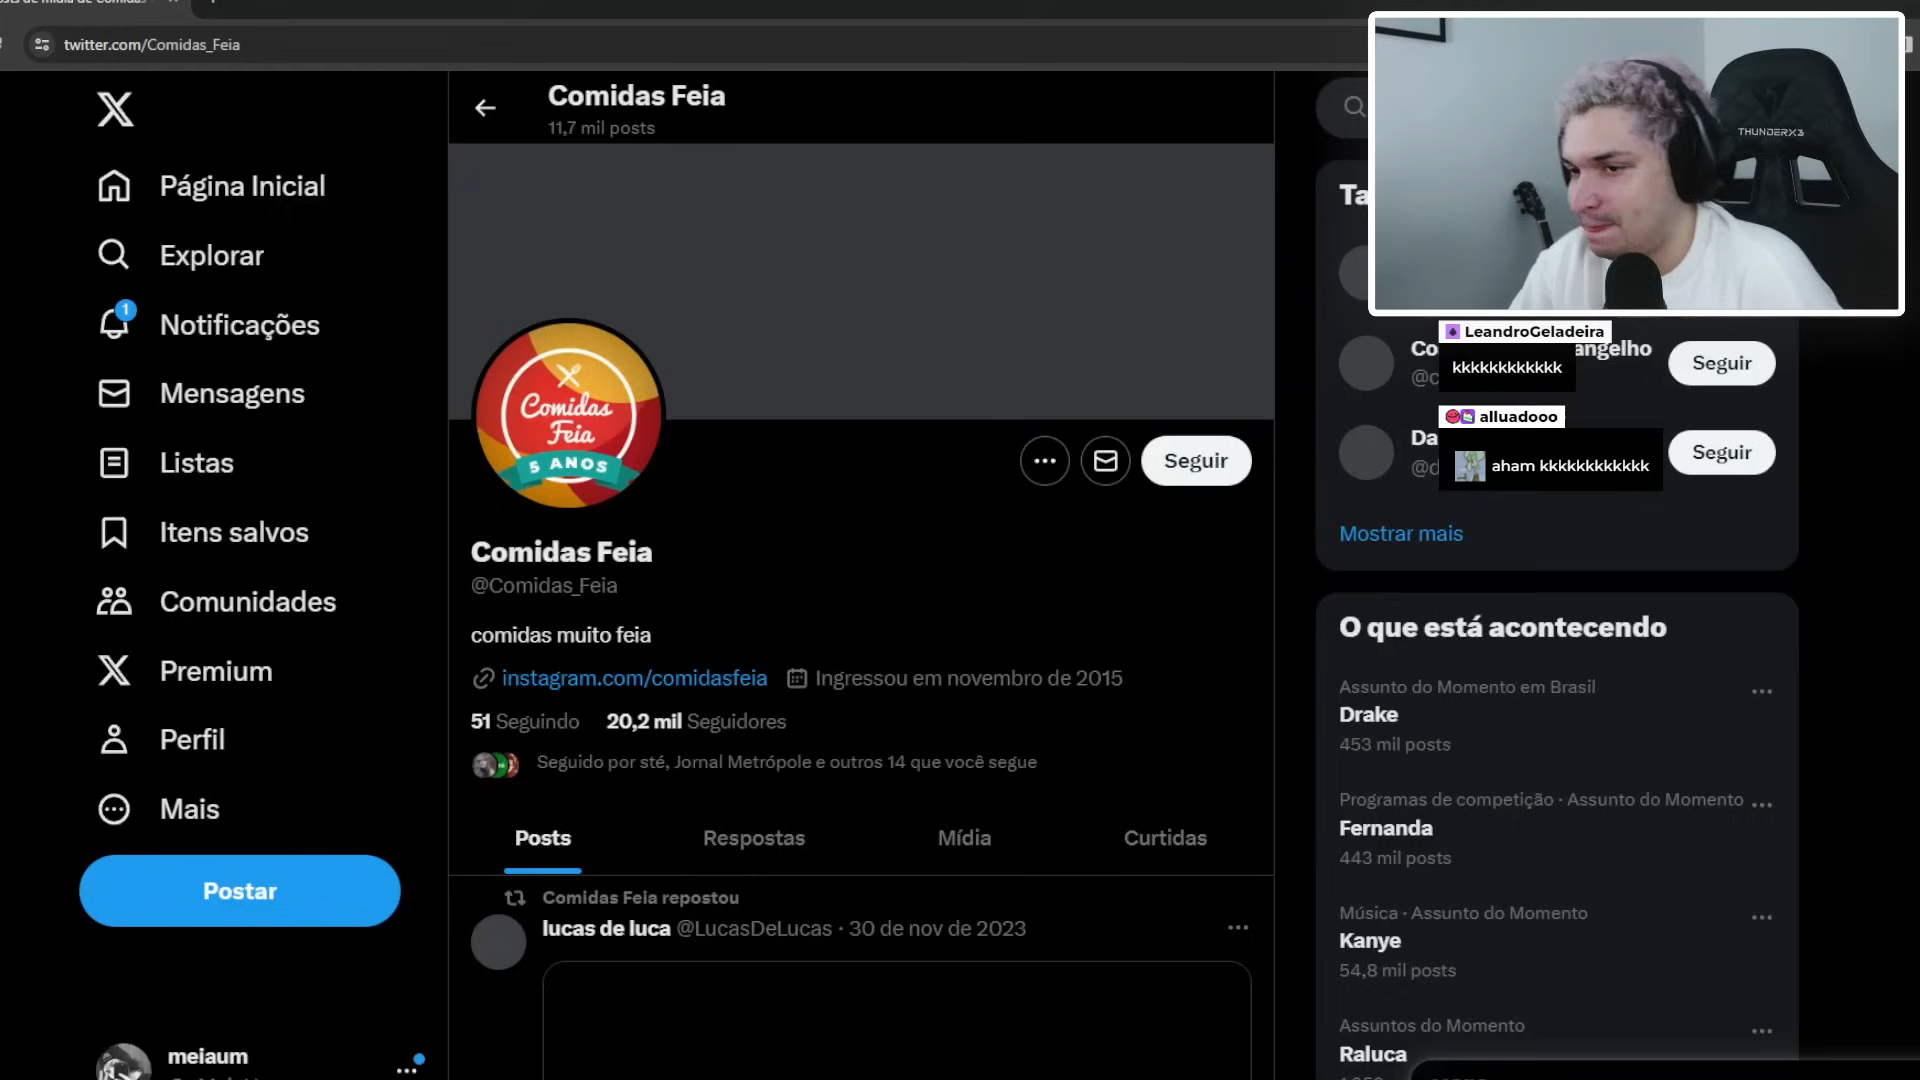 twitter.com/Comidas_Feia
Página Inicial
Explorar
1
Notificações
Mensagens
Listas
Itens salvos
Comunidades
Premium
Perfil
Mais
Postar
meiaum
Comidas Feia
11,7 mil posts
Comidas
Feia
5 ANOS
Seguir
Comidas Feia
@Comidas_Feia
comidas muito feia
instagram.com/comidasfeia Ingressou em novembro de 2015
51 Seguindo 20,2 mil Seguidores
Seguido por sté, Jornal Metrópole e outros 14 que você segue
Posts Respostas Mídia Curtidas
Comidas Feia repostou
lucas de luca @LucasDeLucas · 30 de nov de 2023
THUNDERX3
LeandroGeladeira
kkkkkkkkkkkk
Seguir
alluadooo
aham kkkkkkkkkkkk
Seguir
Mostrar mais
O que está acontecendo
Assunto do Momento em Brasil
Drake
453 mil posts
Programas de competição · Assunto do Momento
Fernanda
443 mil posts
Música · Assunto do Momento
Kanye
54,8 mil posts
Assuntos do Momento
Raluca